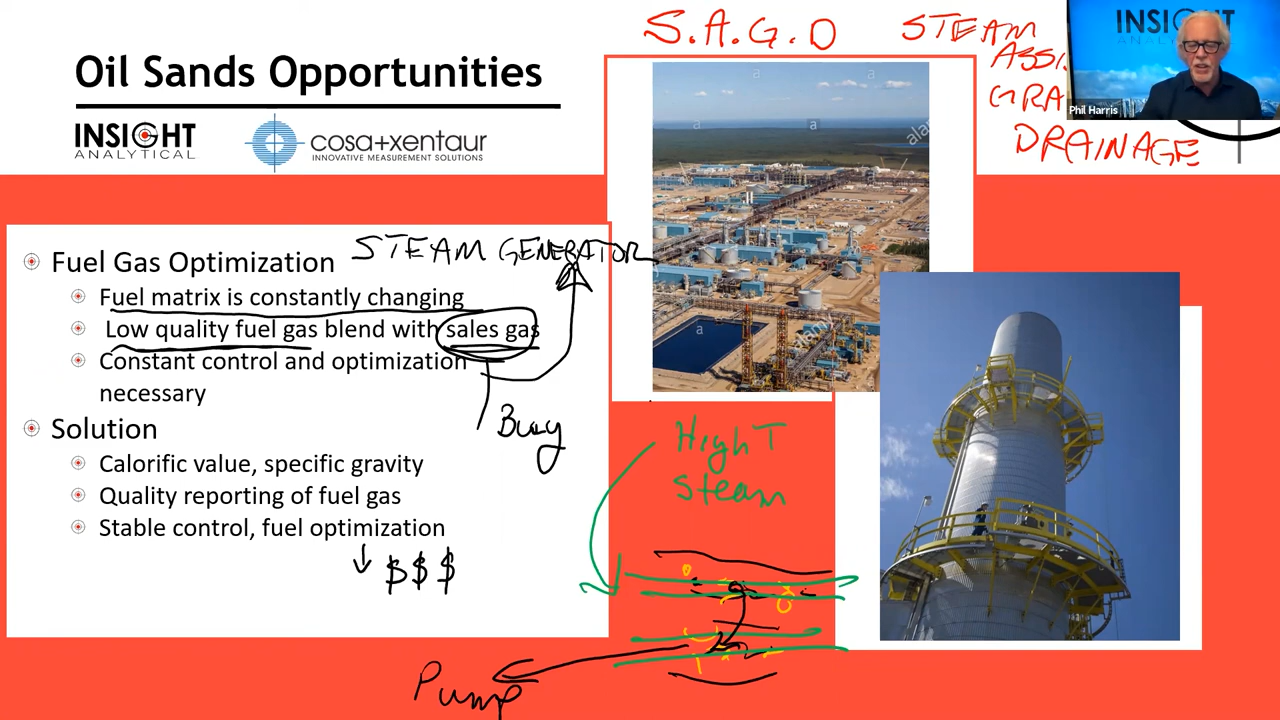 S.A.G.D
STEAM
ASSI
GRA
DRAINAGE
INSIGHT
ANALYTICAL
Phil Harris
Oil Sands Opportunities
INSIGHT
ANALYTICAL
cosa+xentaur
INNOVATIVE MEASUREMENT SOLUTIONS
STEAM GENERATOR
Fuel Gas Optimization
Fuel matrix is constantly changing
Low quality fuel gas blend with sales gas
Constant control and optimization
necessary
Buy
Solution
Calorific value, specific gravity
Quality reporting of fuel gas
Stable control, fuel optimization
↓ $$$
High T
steam
Pump
a a
a a
alamy
a
alamy